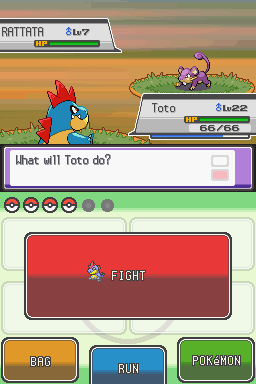 RATTATA ♂Lv7
HP
Toto ♂Lv22
HP
66/66
What will Toto do?
FIGHT
BAG
RUN
POKéMON